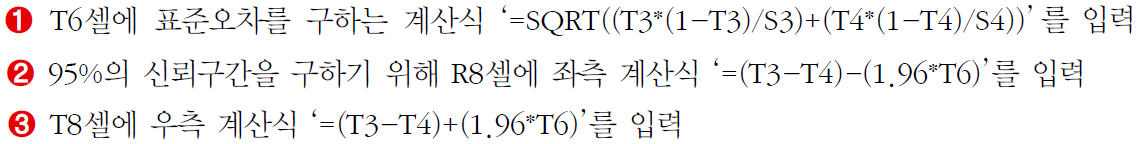 ❶ T6셀에 표준오차를 구하는 계산식 ‘=SQRT((T3*(1-T3)/S3)+(T4*(1-T4)/S4))’를 입력
❷ 95%의 신뢰구간을 구하기 위해 R8셀에 좌측 계산식 ‘=(T3-T4)-(1.96*T6)’를 입력
❸ T8셀에 우측 계산식 ‘=(T3-T4)+(1.96*T6)’를 입력